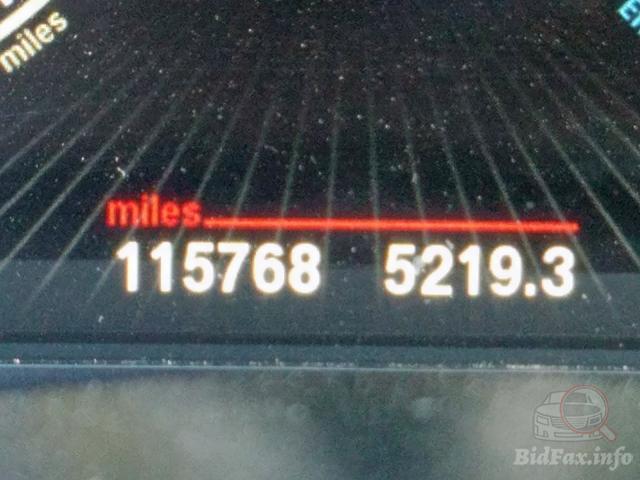 miles
miles
115768 5219.3
BidFax.info